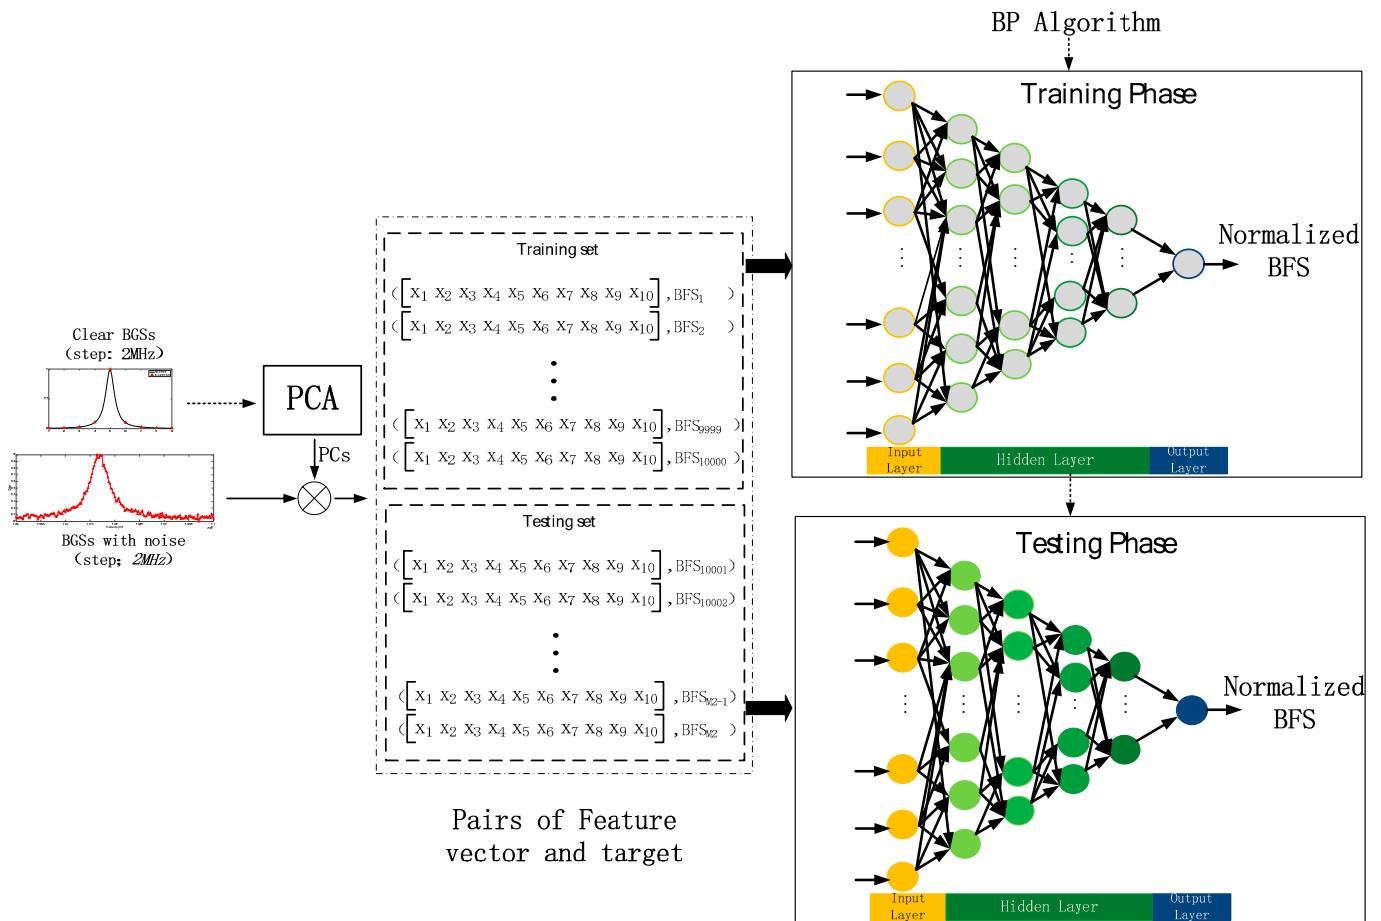 BP Algorithm
Training Phase
Normalized
BFS
Input
Layer
Hidden Layer
Output
Layer
Training set
([x1 x2 x3 x4 x5 x6 x7 x8 x9 x10],BFS1)
([x1 x2 x3 x4 x5 x6 x7 x8 x9 x10],BFS2)
([x1 x2 x3 x4 x5 x6 x7 x8 x9 x10],BFS9999)
([x1 x2 x3 x4 x5 x6 x7 x8 x9 x10],BFS10000)
Clear BGSs
(step: 2MHz)
PCA
PCs
BGSs with noise
(step; 2MHz)
Testing set
([x1 x2 x3 x4 x5 x6 x7 x8 x9 x10],BFS10001)
([x1 x2 x3 x4 x5 x6 x7 x8 x9 x10],BFS10002)
([x1 x2 x3 x4 x5 x6 x7 x8 x9 x10],BFSM2-1)
([x1 x2 x3 x4 x5 x6 x7 x8 x9 x10],BFSM2)
Pairs of Feature
vector and target
Testing Phase
Normalized
BFS
Input
Layer
Hidden Layer
Output
Layer